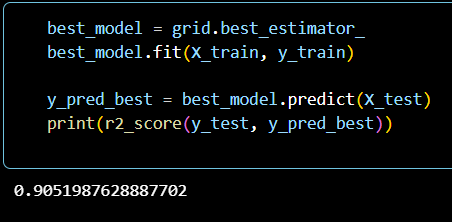 best_model = grid.best_estimator_
best_model.fit(X_train, y_train)
y_pred_best = best_model.predict(X_test)
print(r2_score(y_test, y_pred_best))
0.9051987628887702